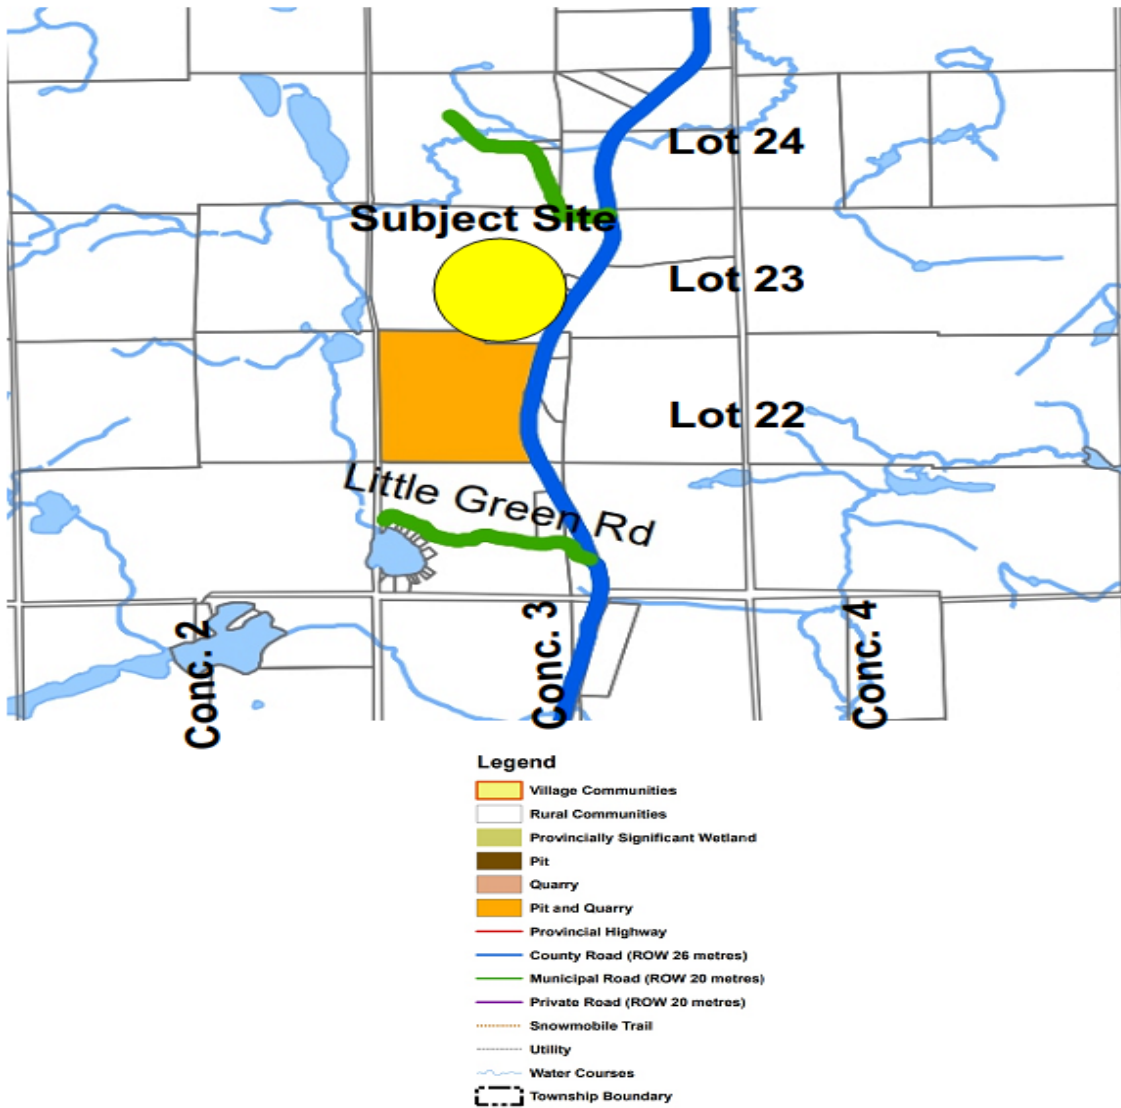 Lot 24
Subject Site
Lot 23
Lot 22
Little Green Rd
Conc. 2
Conc. 3
Conc. 4
Legend
Village Communities
Rural Communities
Provincially Significant Wetland
Pit
Quarry
Pit and Quarry
Provincial Highway
County Road (ROW 26 metres)
Municipal Road (ROW 20 metres)
Private Road (ROW 20 metres)
Snowmobile Trail
Utility
Water Courses
Township Boundary